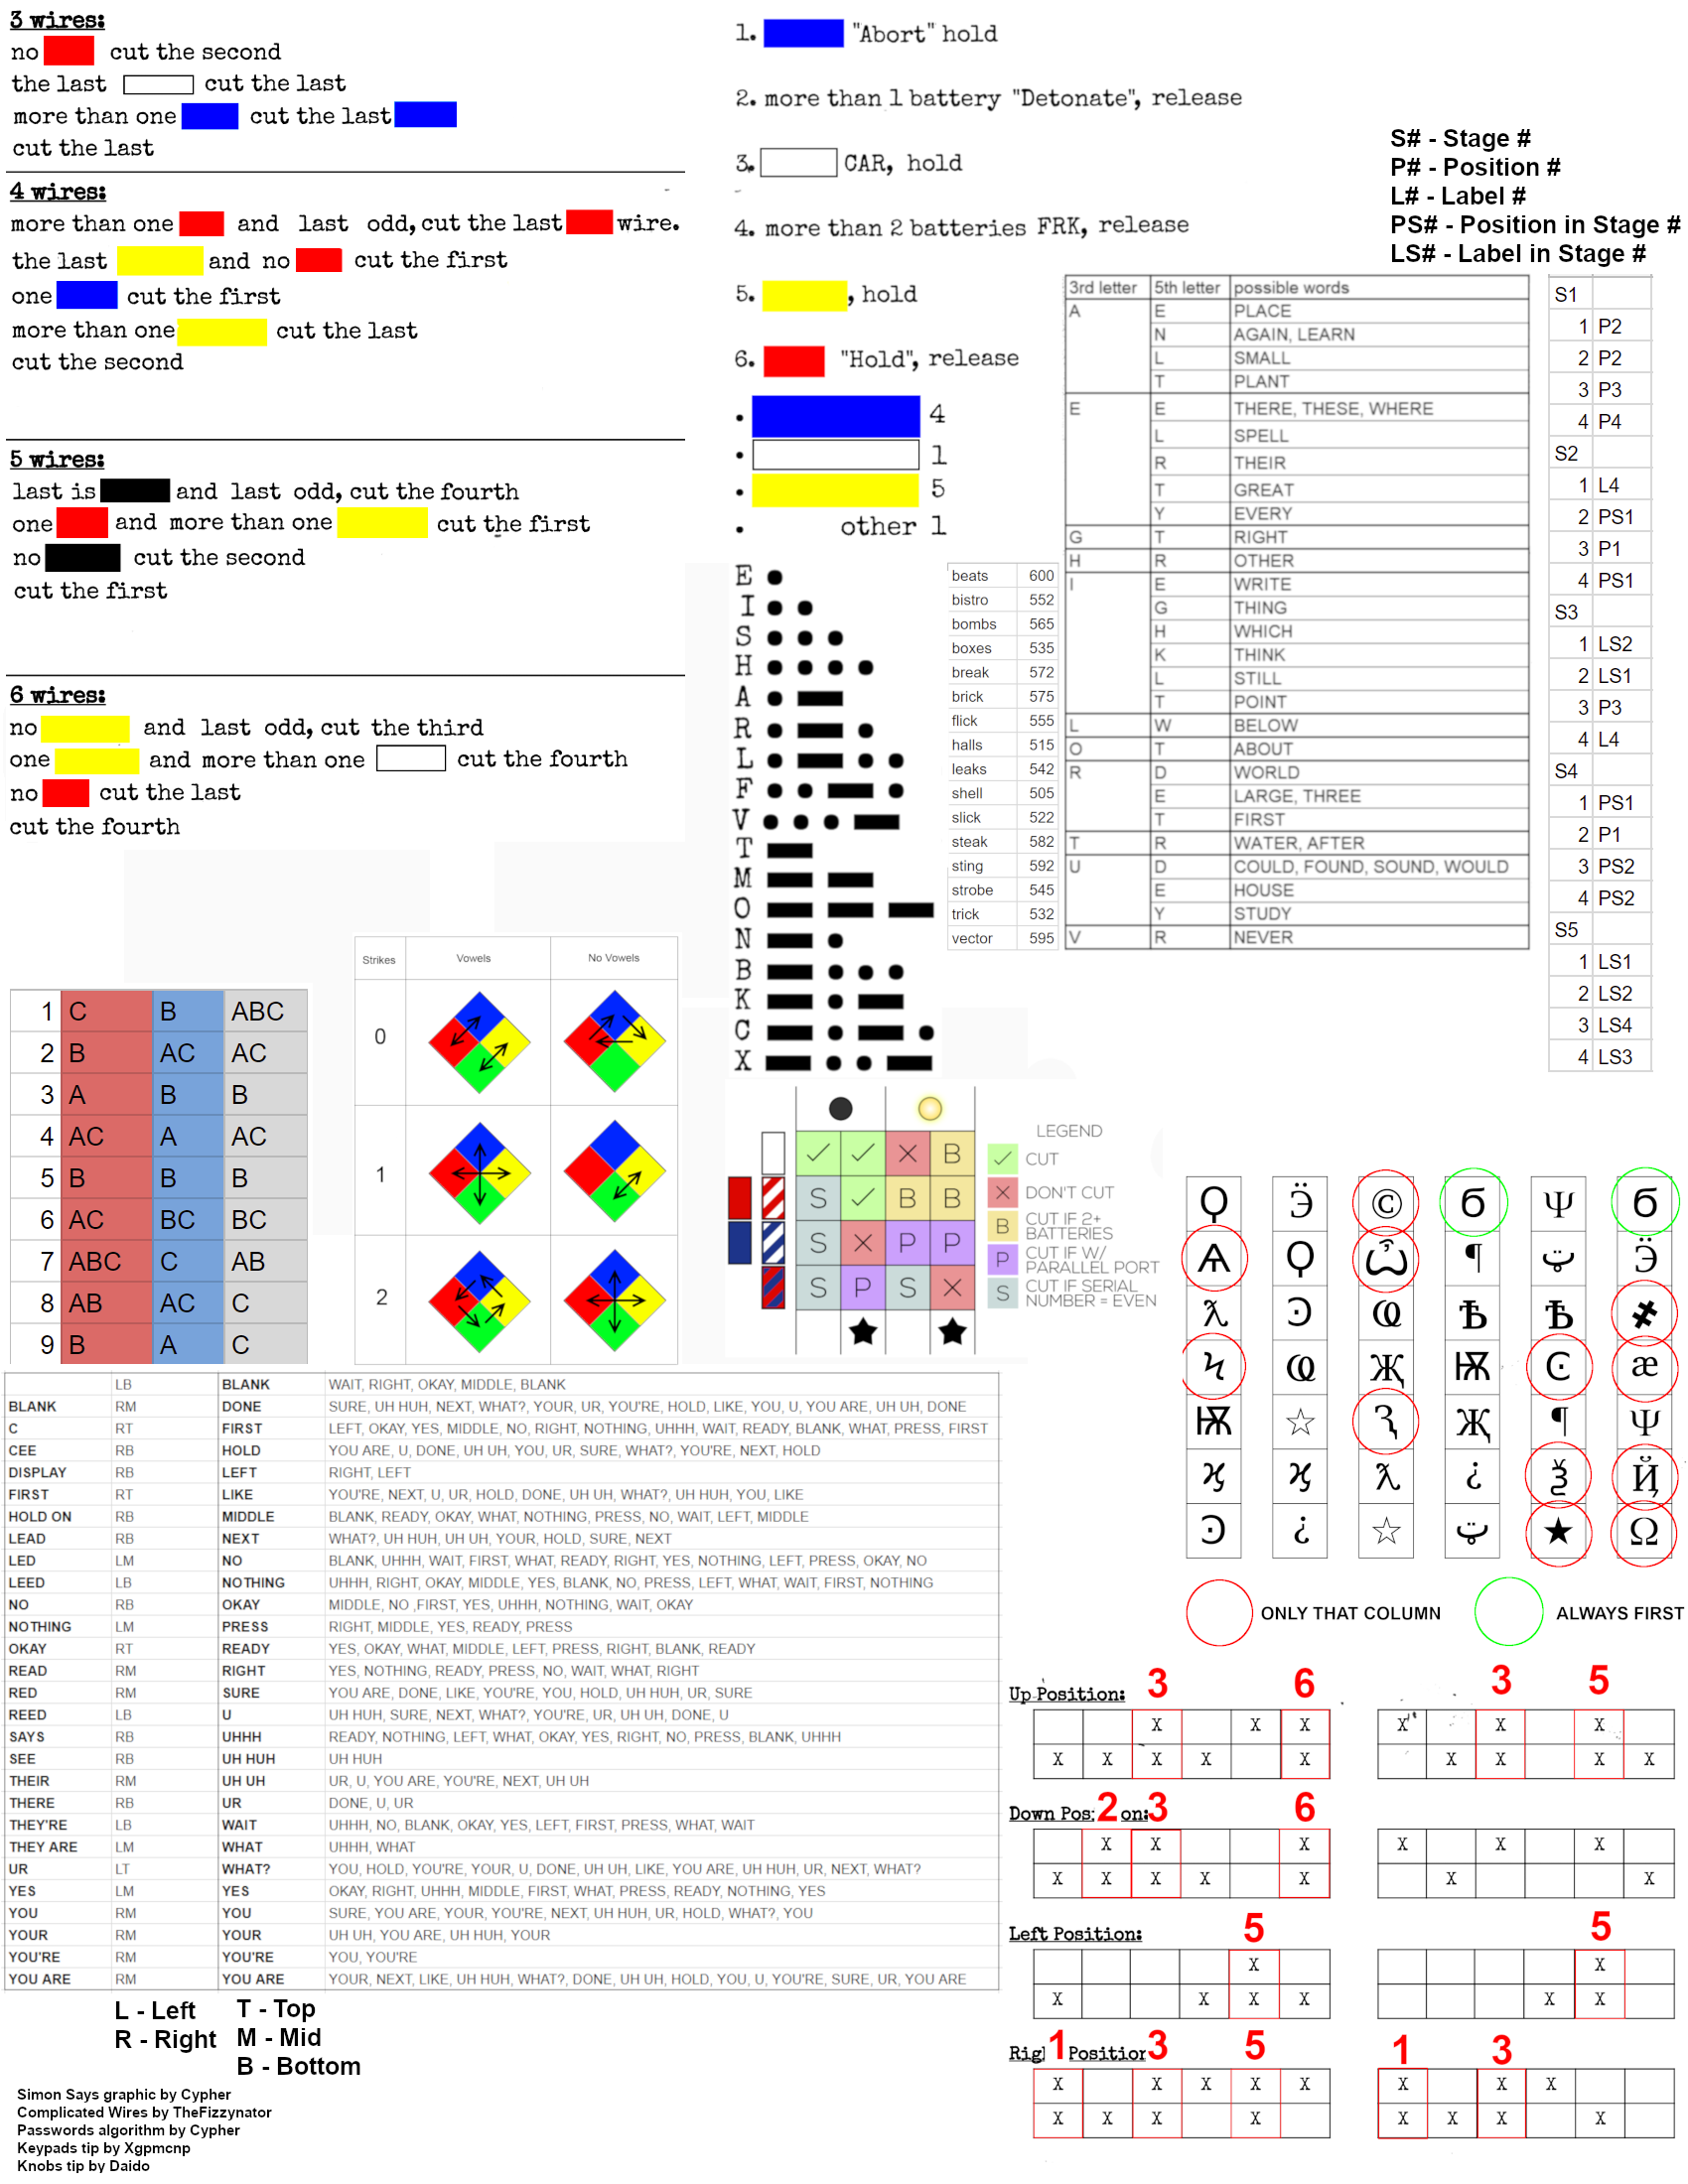 3 wires:
no cut the second
the last cut the last
more than one cut the last
cut the last
4 wires:
more than one and last odd, cut the last wire.
the last and no cut the first
one cut the first
more than one cut the last
cut the second
5 wires:
last is and last odd, cut the fourth
one and more than one cut the first
no cut the second
cut the first
6 wires:
no and last odd, cut the third
one and more than one cut the fourth
no cut the last
cut the fourth
1. "Abort" hold
2. more than 1 battery "Detonate", release
3. CAR, hold
4. more than 2 batteries FRK, release
5. , hold
6. "Hold", release
• 4
• 1
• 5
• other 1
S# - Stage #
P# - Position #
L# - Label #
PS# - Position in Stage #
LS# - Label in Stage #
3rd letter 5th letter possible words
A E PLACE
N AGAIN, LEARN
L SMALL
T PLANT
E E THERE, THESE, WHERE
L SPELL
R THEIR
T GREAT
Y EVERY
G T RIGHT
H R OTHER
I E WRITE
G THING
H WHICH
K THINK
L STILL
T POINT
L W BELOW
O T ABOUT
R D WORLD
E LARGE, THREE
T FIRST
T R WATER, AFTER
U D COULD, FOUND, SOUND, WOULD
E HOUSE
Y STUDY
V R NEVER
S1
1 P2
2 P2
3 P3
4 P4
S2
1 L4
2 PS1
3 P1
4 PS1
S3
1 LS2
2 LS1
3 P3
4 L4
S4
1 PS1
2 P1
3 PS2
4 PS2
S5
1 LS1
2 LS2
3 LS4
4 LS3
E
I
S
H
A
R
L
F
V
T
M
O
N
B
K
C
X
beats 600
bistro 552
bombs 565
boxes 535
break 572
brick 575
flick 555
halls 515
leaks 542
shell 505
slick 522
steak 582
sting 592
strobe 545
trick 532
vector 595
1 C B ABC
2 B AC AC
3 A B B
4 AC A AC
5 B B B
6 AC BC BC
7 ABC C AB
8 AB AC C
9 B A C
Strikes Vowels No Vowels
0
1
2
✓ ✓ X B
S ✓ B B
S X P P
S P S X
LEGEND
✓ CUT
X DON'T CUT
B CUT IF 2+
BATTERIES
P CUT IF W/
PARALLEL PORT
S CUT IF SERIAL
NUMBER = EVEN
Ϙ Ӭ © Ϭ Ψ Ϭ
Ѧ Ϙ Ѽ ¶ ټ Ӭ
ƛ Ͽ Ҩ Ѣ Ѣ ҂
Ϟ Ҩ Җ Ѭ Ͼ æ
Ѭ ☆ Ԇ Җ ¶ Ψ
ϗ ϗ ƛ ¿ Ѯ Ҋ
Ͽ ¿ ☆ ټ ★ Ω
ONLY THAT COLUMN ALWAYS FIRST
LB BLANK WAIT, RIGHT, OKAY, MIDDLE, BLANK
BLANK RM DONE SURE, UH HUH, NEXT, WHAT?, YOUR, UR, YOU'RE, HOLD, LIKE, YOU, U, YOU ARE, UH UH, DONE
C RT FIRST LEFT, OKAY, YES, MIDDLE, NO, RIGHT, NOTHING, UHHH, WAIT, READY, BLANK, WHAT, PRESS, FIRST
CEE RB HOLD YOU ARE, U, DONE, UH UH, YOU, UR, SURE, WHAT?, YOU'RE, NEXT, HOLD
DISPLAY RB LEFT RIGHT, LEFT
FIRST RT LIKE YOU'RE, NEXT, U, UR, HOLD, DONE, UH UH, WHAT?, UH HUH, YOU, LIKE
HOLD ON RB MIDDLE BLANK, READY, OKAY, WHAT, NOTHING, PRESS, NO, WAIT, LEFT, MIDDLE
LEAD RB NEXT WHAT?, UH HUH, UH UH, YOUR, HOLD, SURE, NEXT
LED LM NO BLANK, UHHH, WAIT, FIRST, WHAT, READY, RIGHT, YES, NOTHING, LEFT, PRESS, OKAY, NO
LEED LB NOTHING UHHH, RIGHT, OKAY, MIDDLE, YES, BLANK, NO, PRESS, LEFT, WHAT, WAIT, FIRST, NOTHING
NO RB OKAY MIDDLE, NO ,FIRST, YES, UHHH, NOTHING, WAIT, OKAY
NOTHING LM PRESS RIGHT, MIDDLE, YES, READY, PRESS
OKAY RT READY YES, OKAY, WHAT, MIDDLE, LEFT, PRESS, RIGHT, BLANK, READY
READ RM RIGHT YES, NOTHING, READY, PRESS, NO, WAIT, WHAT, RIGHT
RED RM SURE YOU ARE, DONE, LIKE, YOU'RE, YOU, HOLD, UH HUH, UR, SURE
REED LB U UH HUH, SURE, NEXT, WHAT?, YOU'RE, UR, UH UH, DONE, U
SAYS RB UHHH READY, NOTHING, LEFT, WHAT, OKAY, YES, RIGHT, NO, PRESS, BLANK, UHHH
SEE RB UH HUH UH HUH
THEIR RM UH UH UR, U, YOU ARE, YOU'RE, NEXT, UH UH
THERE RB UR DONE, U, UR
THEY'RE LB WAIT UHHH, NO, BLANK, OKAY, YES, LEFT, FIRST, PRESS, WHAT, WAIT
THEY ARE LM WHAT UHHH, WHAT
UR LT WHAT? YOU, HOLD, YOU'RE, YOUR, U, DONE, UH UH, LIKE, YOU ARE, UH HUH, UR, NEXT, WHAT?
YES LM YES OKAY, RIGHT, UHHH, MIDDLE, FIRST, WHAT, PRESS, READY, NOTHING, YES
YOU RM YOU SURE, YOU ARE, YOUR, YOU'RE, NEXT, UH HUH, UR, HOLD, WHAT?, YOU
YOUR RM YOUR UH UH, YOU ARE, UH HUH, YOUR
YOU'RE RM YOU'RE YOU, YOU'RE
YOU ARE RM YOU ARE YOUR, NEXT, LIKE, UH HUH, WHAT?, DONE, UH UH, HOLD, YOU, U, YOU'RE, SURE, UR, YOU ARE
L - Left T - Top
R - Right M - Mid
B - Bottom
Up Position: 3 6 3 5
X X X X X X
X X X X X X X X X
Down Pos 2 on: 3 6
X X X X X X
X X X X X X X
Left Position: 5 5
X X
X X X X X X
Rig 1 Position 3 5 1 3
X X X X X X X X
X X X X X X X X
Simon Says graphic by Cypher
Complicated Wires by TheFizzynator
Passwords algorithm by Cypher
Keypads tip by Xgpmcnp
Knobs tip by Daido